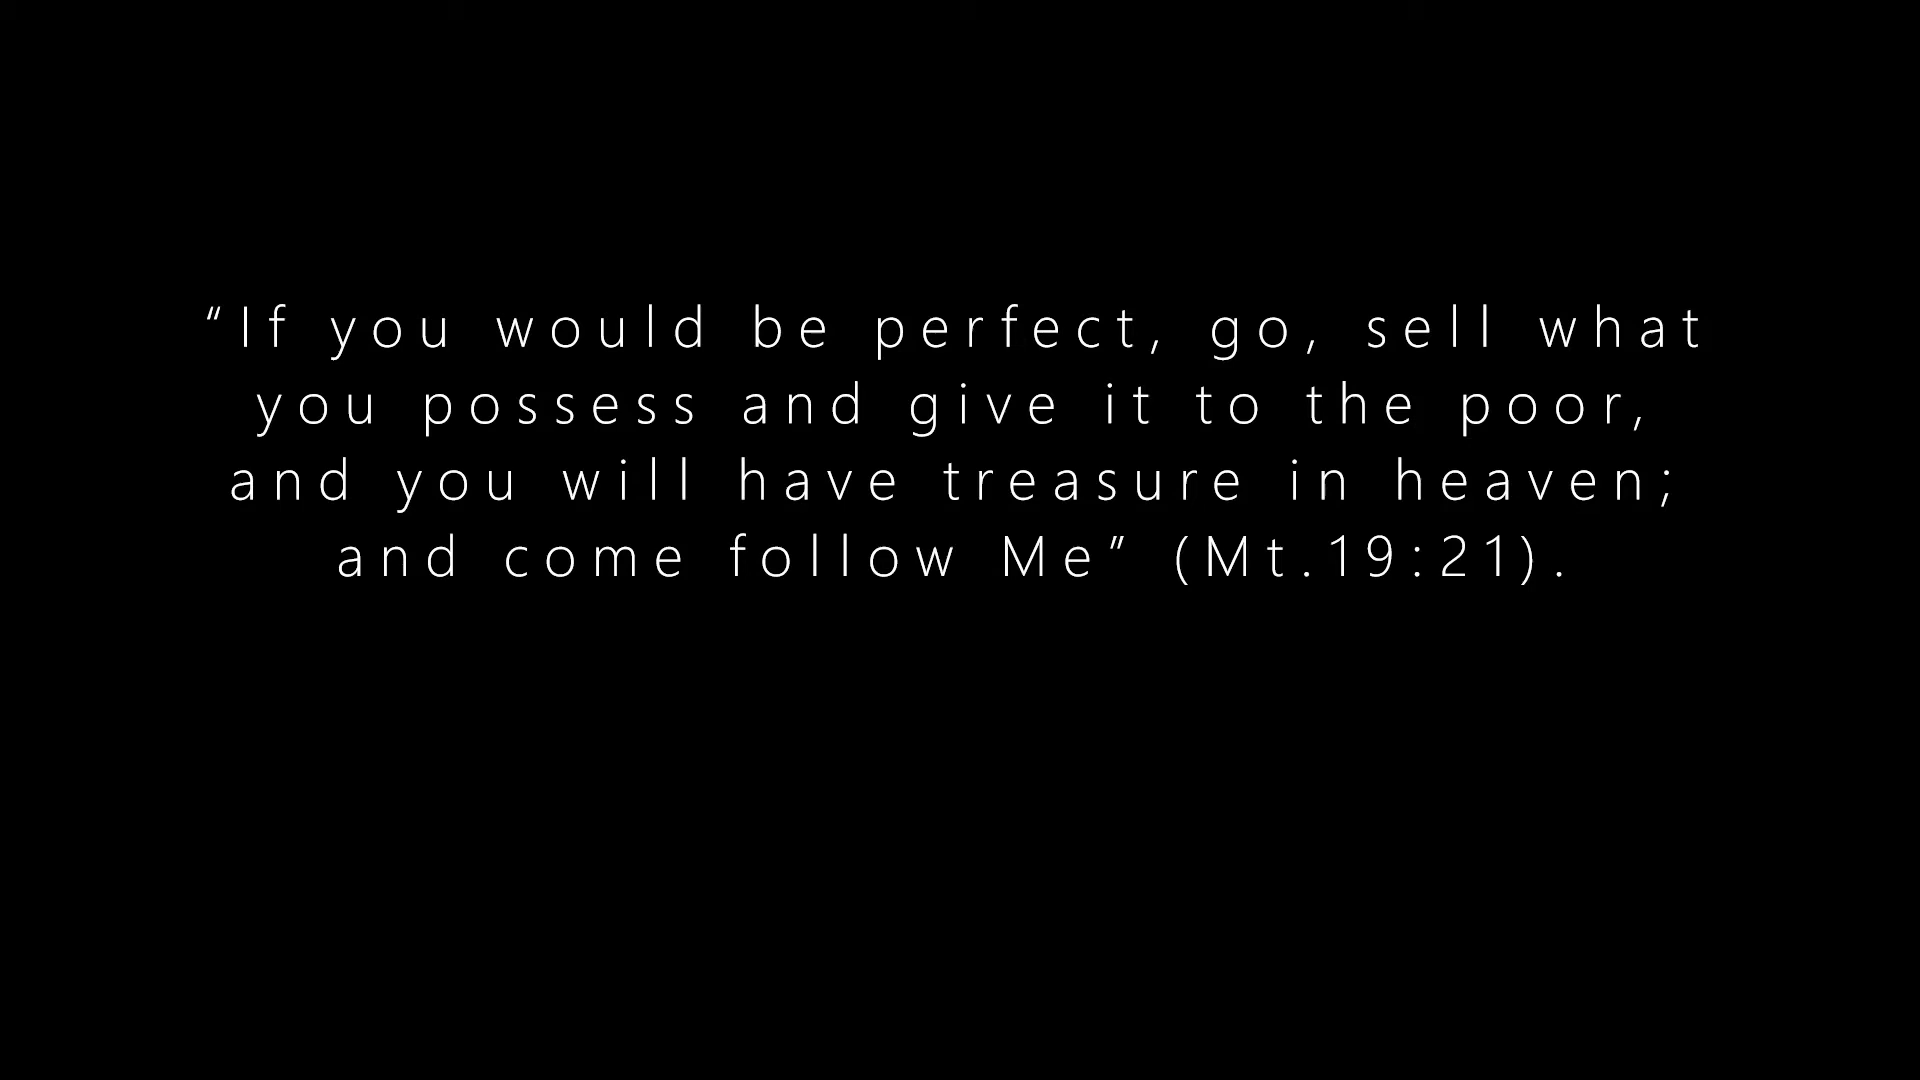 “If you would be perfect, go, sell what
you possess and give it to the poor,
and you will have treasure in heaven;
and come follow Me” (Mt.19:21).